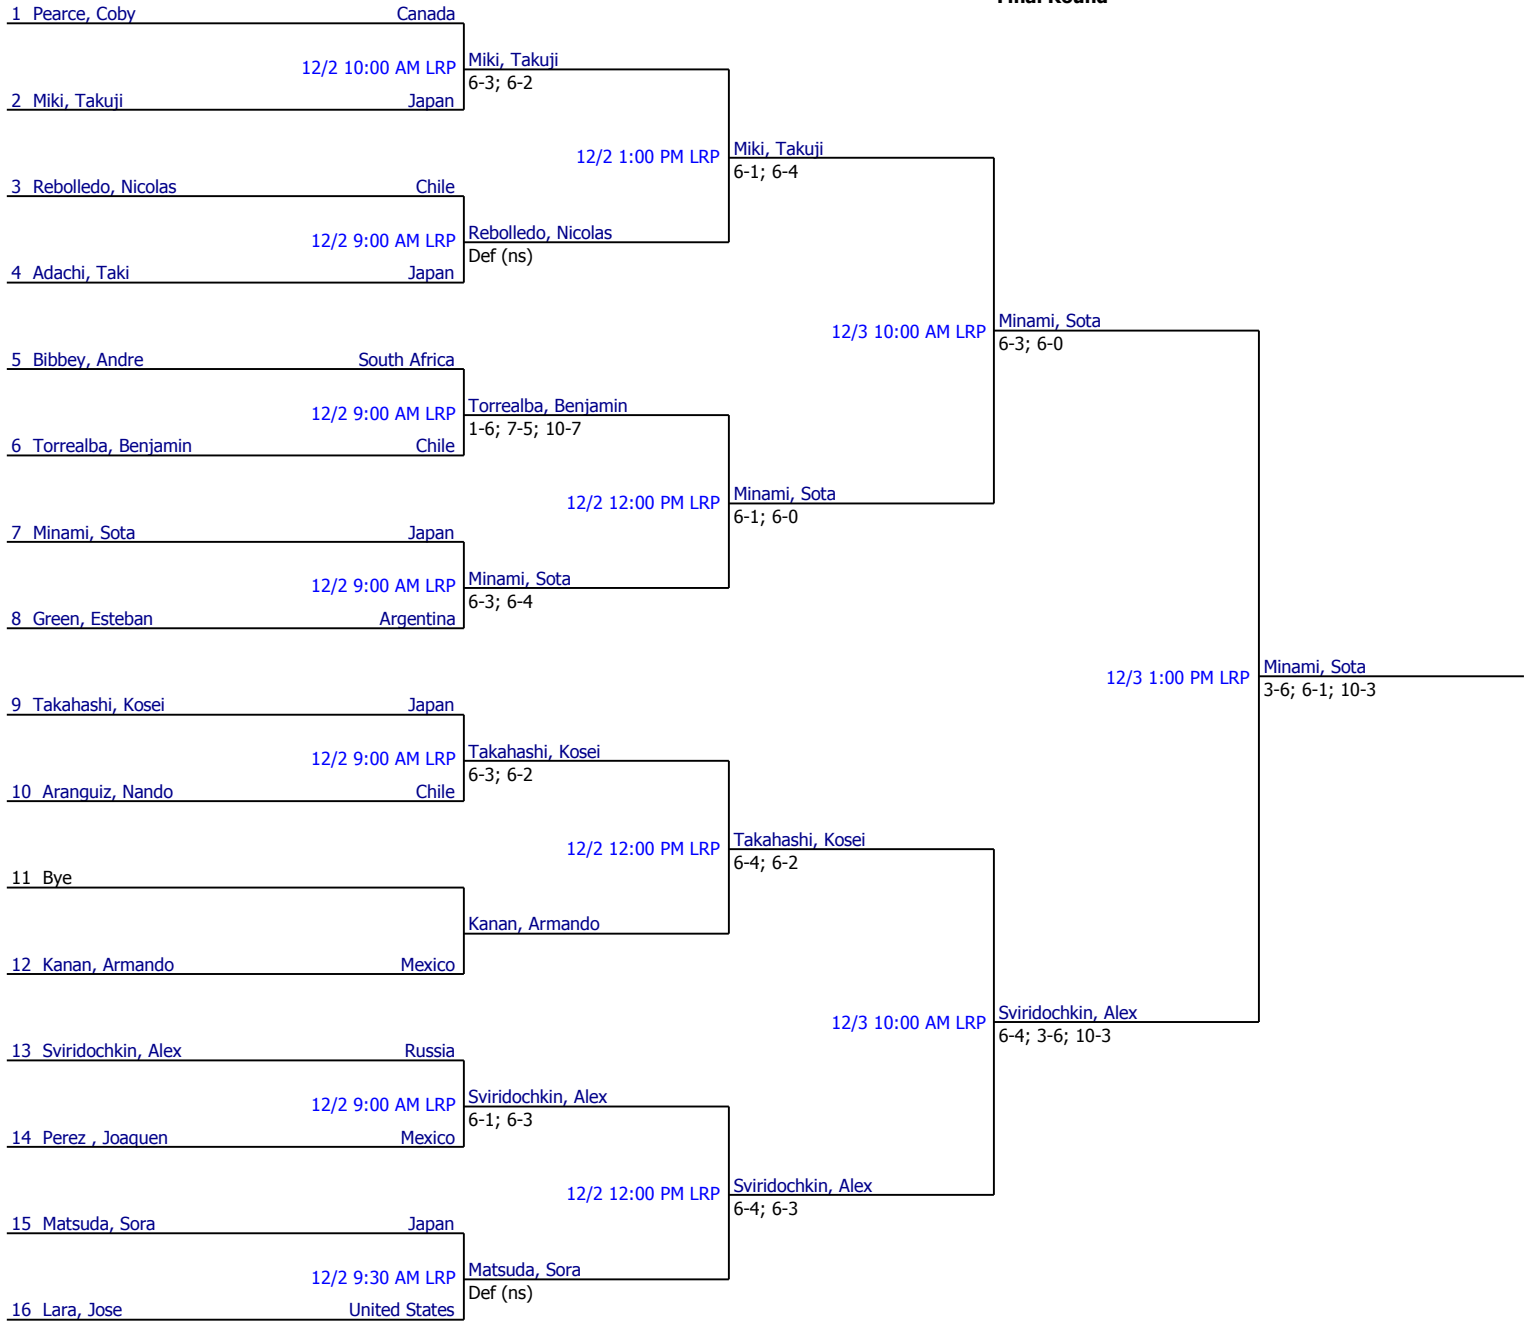 Final Round
1 Pearce, Coby Canada
12/2 10:00 AM LRP
Miki, Takuji
6-3; 6-2
2 Miki, Takuji Japan
12/2 1:00 PM LRP
Miki, Takuji
6-1; 6-4
3 Rebolledo, Nicolas Chile
12/2 9:00 AM LRP
Rebolledo, Nicolas
Def (ns)
4 Adachi, Taki Japan
12/3 10:00 AM LRP
Minami, Sota
6-3; 6-0
5 Bibbey, Andre South Africa
12/2 9:00 AM LRP
Torrealba, Benjamin
1-6; 7-5; 10-7
6 Torrealba, Benjamin Chile
12/2 12:00 PM LRP
Minami, Sota
6-1; 6-0
7 Minami, Sota Japan
12/2 9:00 AM LRP
Minami, Sota
6-3; 6-4
8 Green, Esteban Argentina
12/3 1:00 PM LRP
Minami, Sota
3-6; 6-1; 10-3
9 Takahashi, Kosei Japan
12/2 9:00 AM LRP
Takahashi, Kosei
6-3; 6-2
10 Aranguiz, Nando Chile
12/2 12:00 PM LRP
Takahashi, Kosei
6-4; 6-2
11 Bye
Kanan, Armando
12 Kanan, Armando Mexico
12/3 10:00 AM LRP
Sviridochkin, Alex
6-4; 3-6; 10-3
13 Sviridochkin, Alex Russia
12/2 9:00 AM LRP
Sviridochkin, Alex
6-1; 6-3
14 Perez , Joaquen Mexico
12/2 12:00 PM LRP
Sviridochkin, Alex
6-4; 6-3
15 Matsuda, Sora Japan
12/2 9:30 AM LRP
Matsuda, Sora
Def (ns)
16 Lara, Jose United States